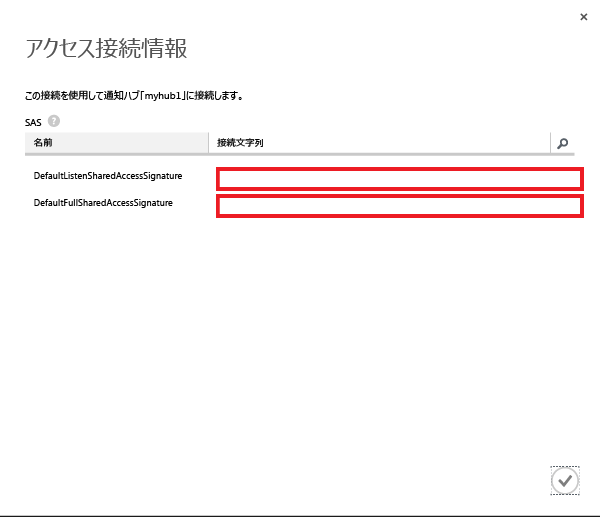 アクセス接続情報
この接続を使用して通知ハブ「myhub1」に接続します。
SAS ?
名前 接続文字列
DefaultListenSharedAccessSignature
DefaultFullSharedAccessSignature